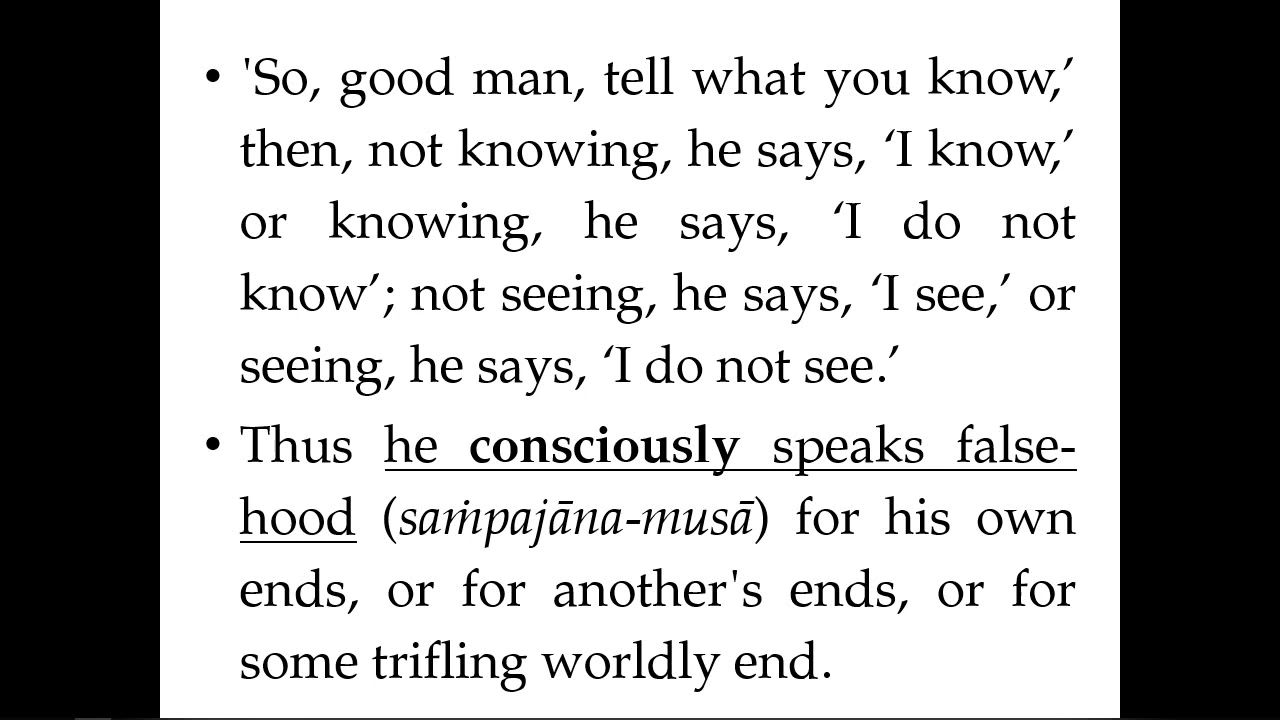 • 'So, good man, tell what you know,’
then, not knowing, he says, ‘I know,’
or knowing, he says, ‘I do not
know’; not seeing, he says, ‘I see,’ or
seeing, he says, ‘I do not see.’
• Thus he consciously speaks false-
hood (saṁpajāna-musā) for his own
ends, or for another's ends, or for
some trifling worldly end.